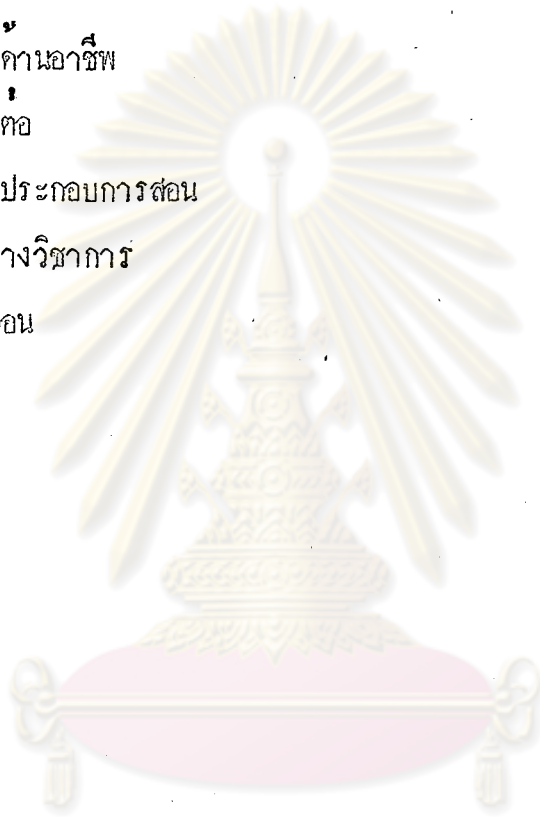 ด้านอาชีพ
ต่อ
ประกอบการสอน
างวิชาการ
อน